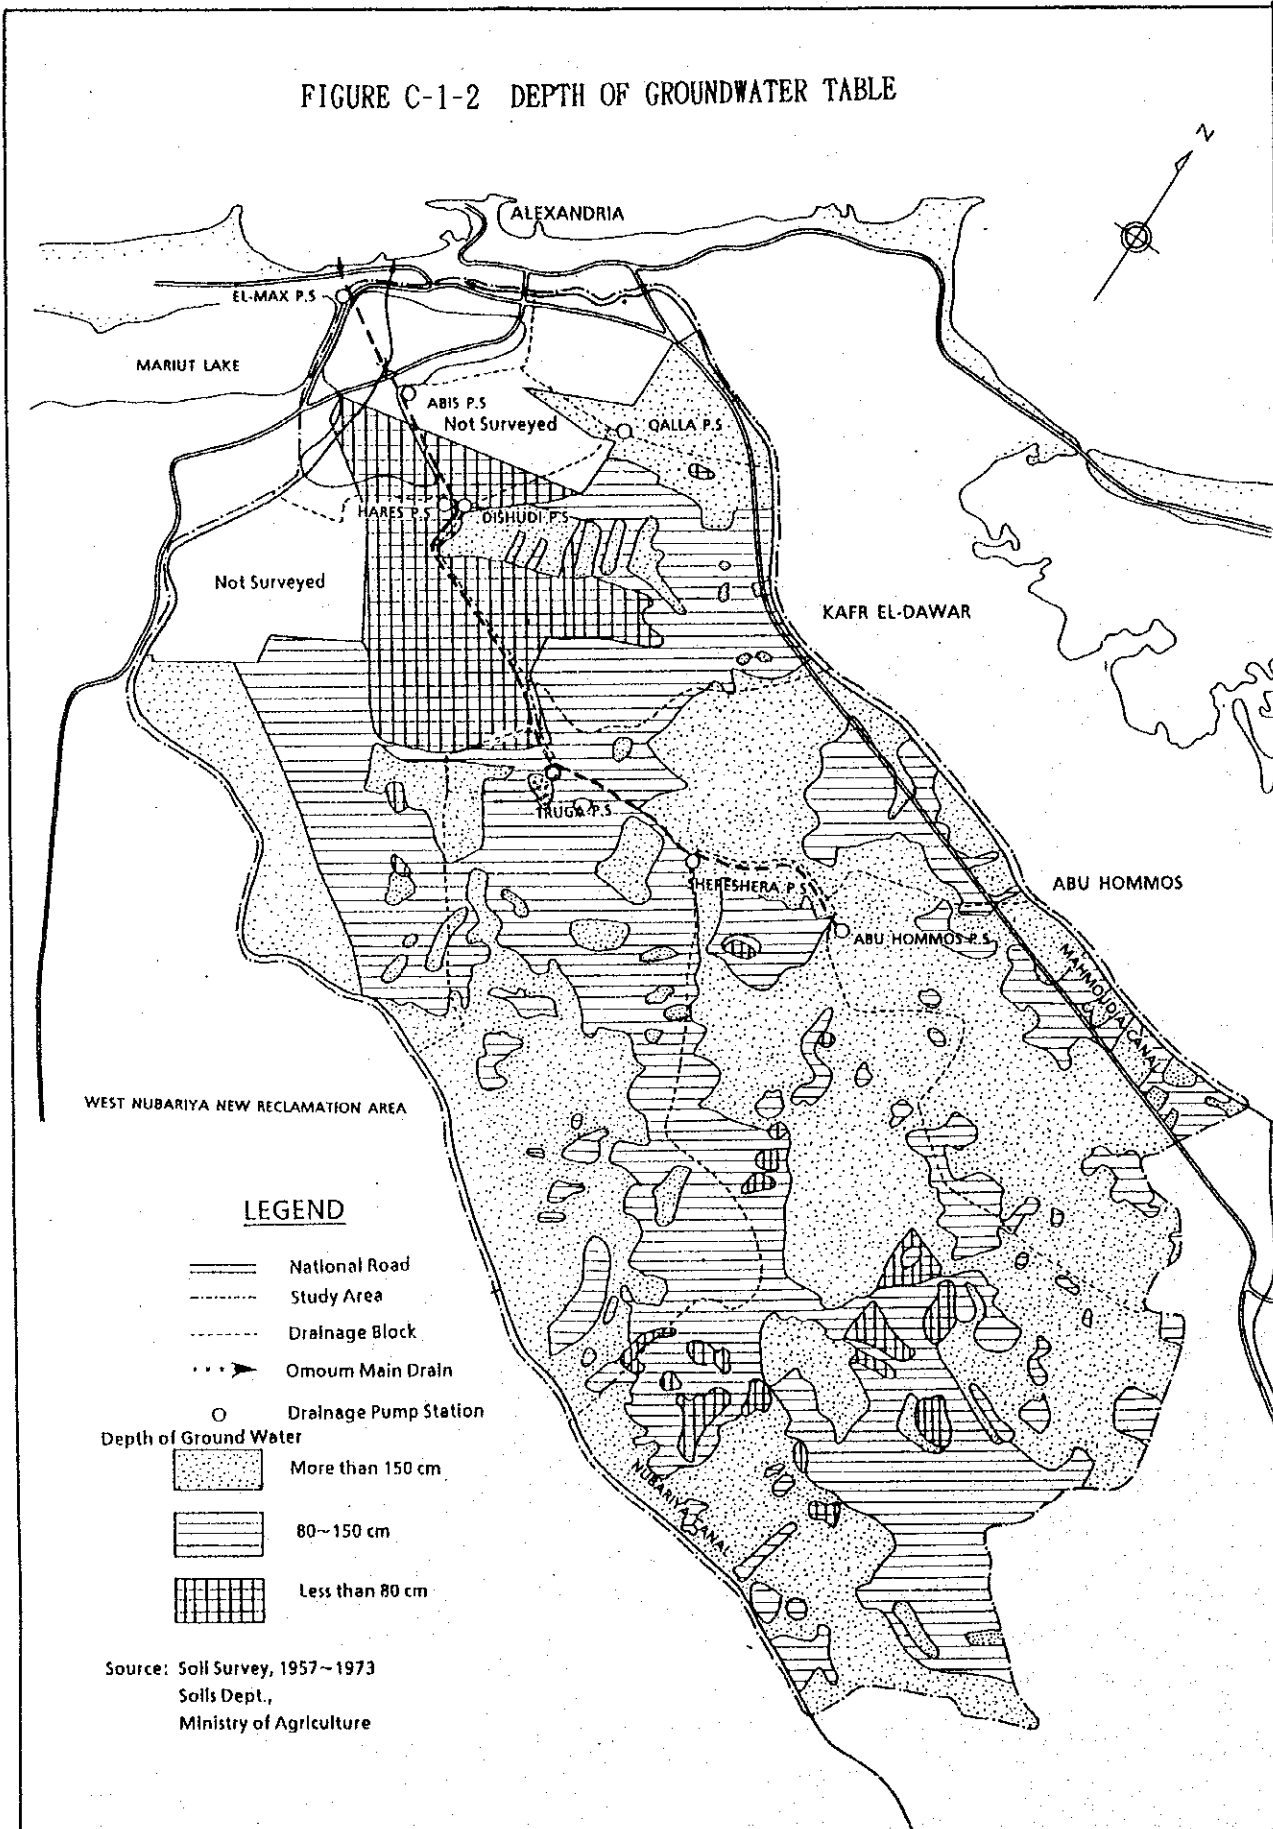 FIGURE C-1-2 DEPTH OF GROUNDWATER TABLE
N
ALEXANDRIA
EL-MAX P.S
MARIUT LAKE
ABIS P.S
Not Surveyed
QALLA P.S
HARES P.S
DISHUDI P.S
Not Surveyed
KAFR EL-DAWAR
TRUGA P.S
SHERESHERA P.S
ABU HOMMOS
ABU HOMMOS P.S
MAHMOUDIA CANAL
WEST NUBARIYA NEW RECLAMATION AREA
NUBARIYA CANAL
LEGEND
National Road
Study Area
Drainage Block
Omoum Main Drain
Drainage Pump Station
Depth of Ground Water
More than 150 cm
80~150 cm
Less than 80 cm
Source: Soil Survey, 1957~1973
Soils Dept.,
Ministry of Agriculture